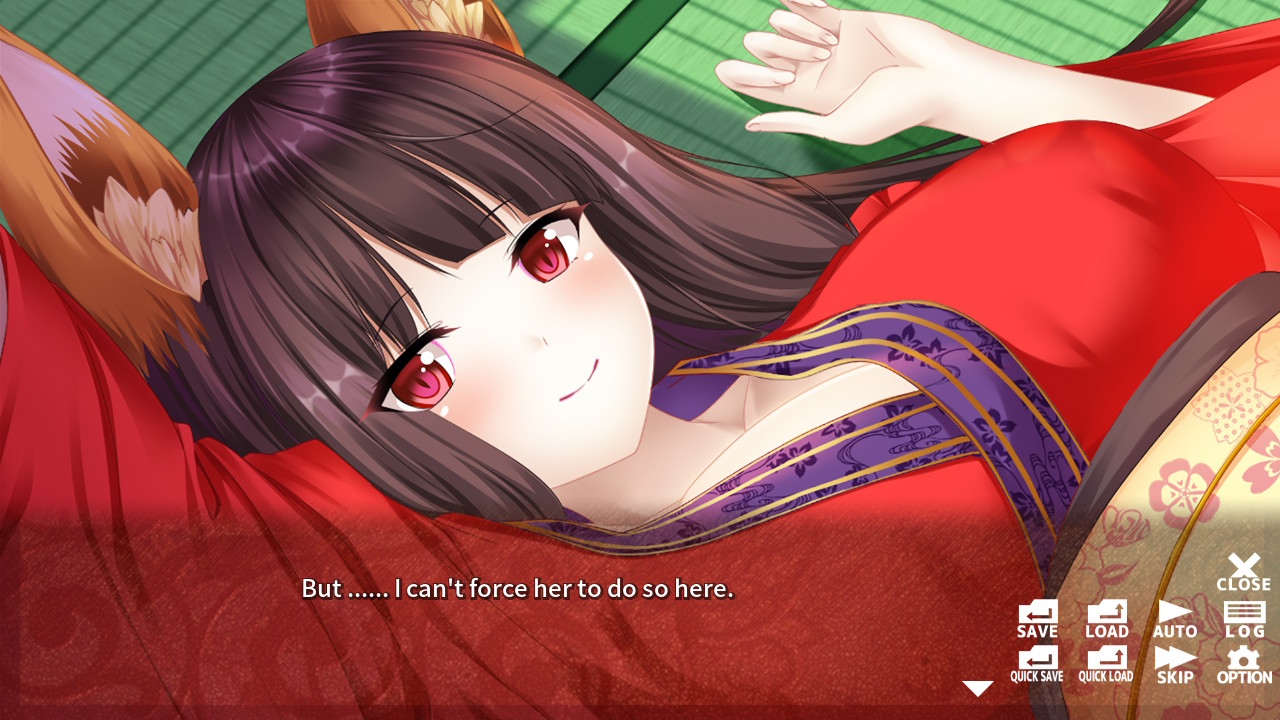 But ...... I can't force her to do so here.
CLOSE
SAVE
LOAD
AUTO
LOG
QUICK SAVE
QUICK LOAD
SKIP
OPTION